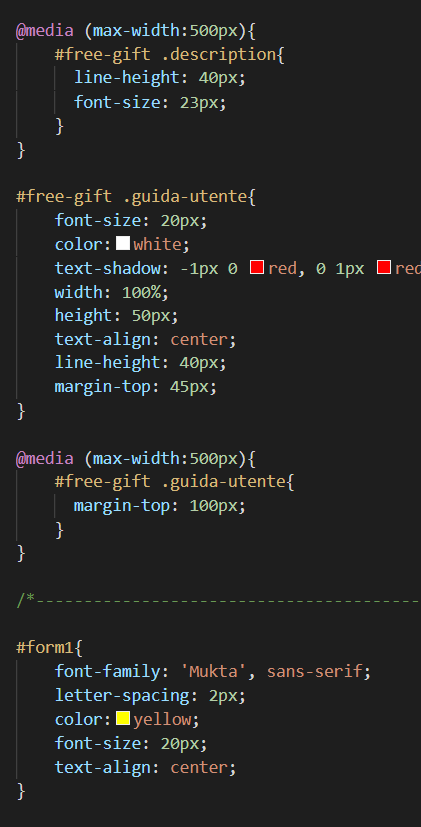 @media (max-width:500px){
#free-gift .description{
line-height: 40px;
font-size: 23px;
}
}
#free-gift .guida-utente{
font-size: 20px;
color: white;
text-shadow: -1px 0 red, 0 1px red
width: 100%;
height: 50px;
text-align: center;
line-height: 40px;
margin-top: 45px;
}
@media (max-width:500px){
#free-gift .guida-utente{
margin-top: 100px;
}
}
/*----------------------------------------
#form1{
font-family: 'Mukta', sans-serif;
letter-spacing: 2px;
color: yellow;
font-size: 20px;
text-align: center;
}